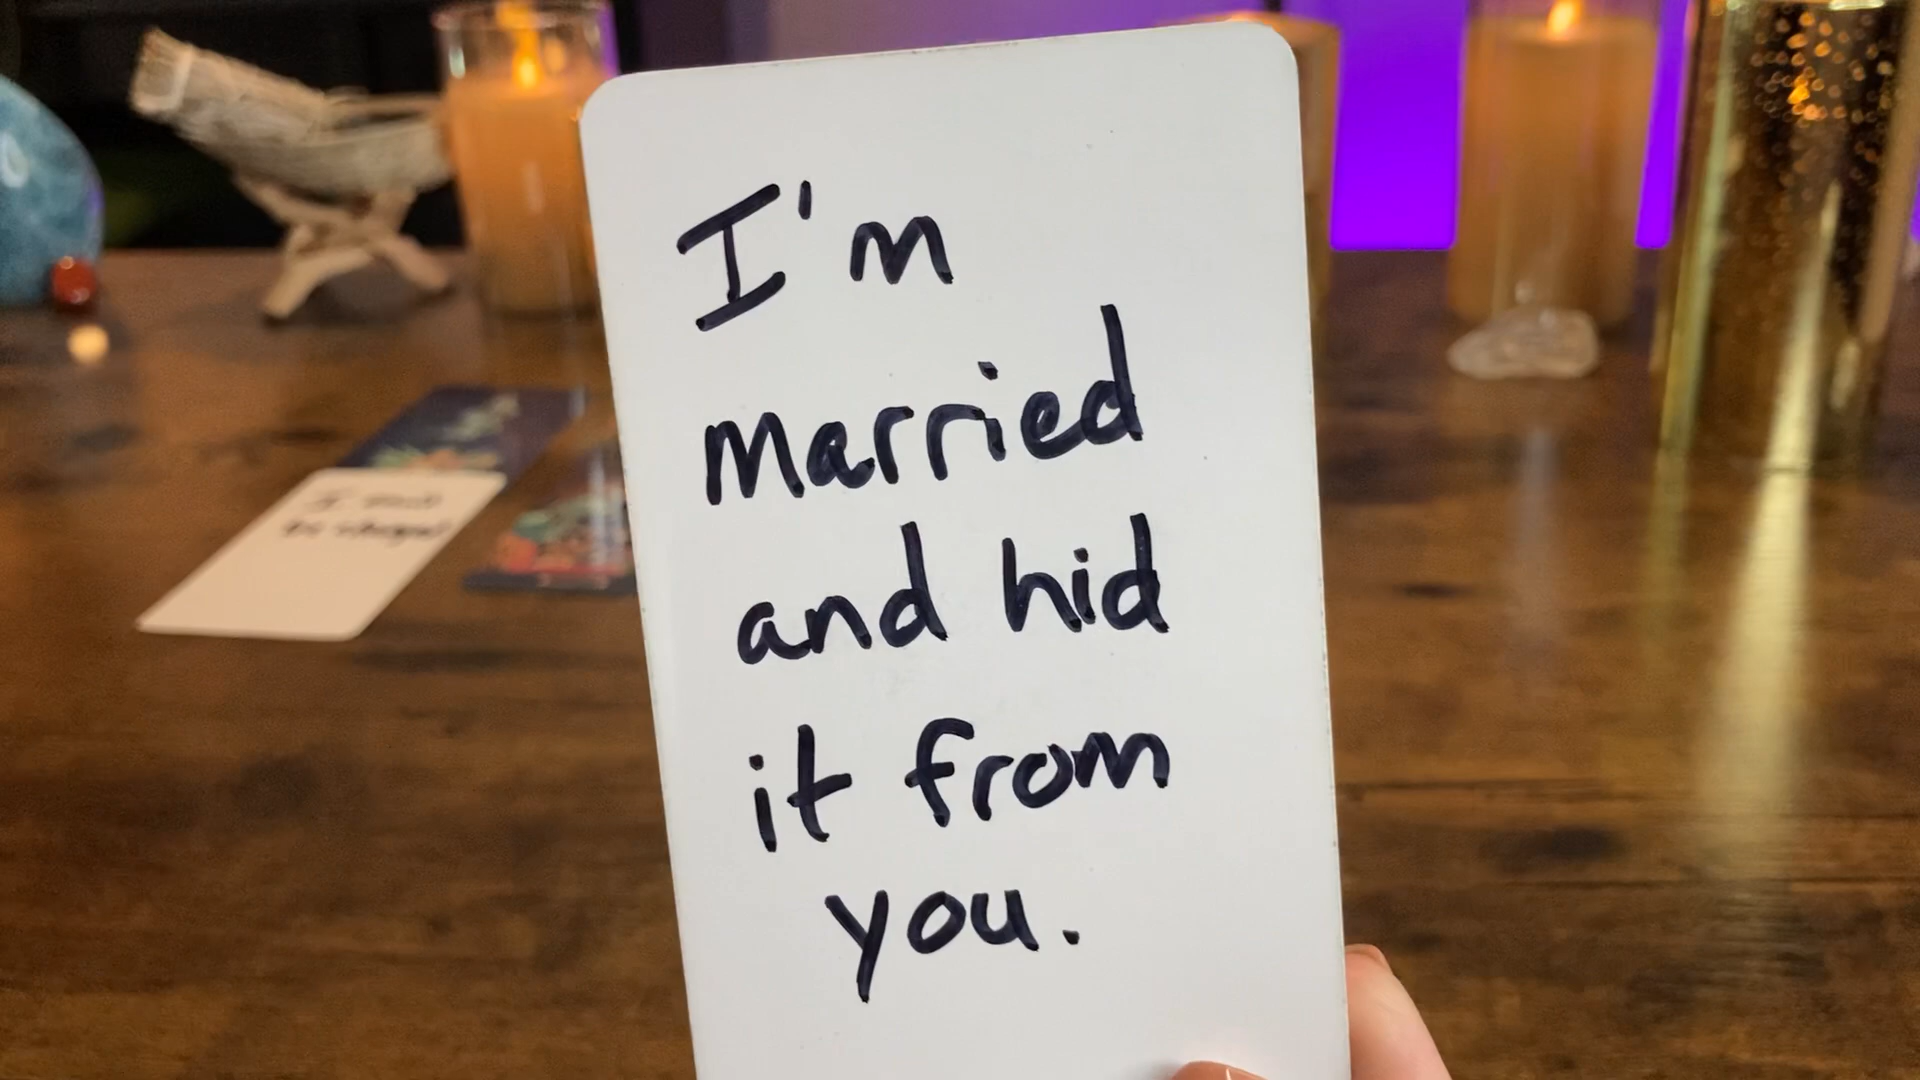 I'm
Married
and hid
it from
you.